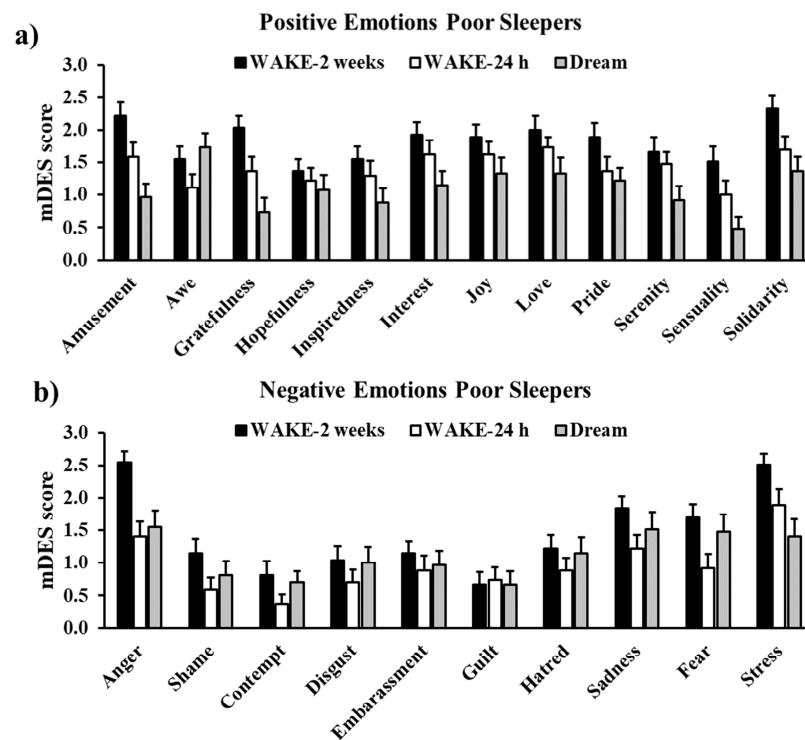 Positive Emotions Poor Sleepers
a)
WAKE-2 weeks WAKE-24 h Dream
mDES score
3.0
2.5
2.0
1.5
1.0
0.5
0.0
Amusement
Awe
Gratefulness
Hopefulness
Inspiredness
Interest
Joy
Love
Pride
Serenity
Sensuality
Solidarity
Negative Emotions Poor Sleepers
b)
WAKE-2 weeks WAKE-24 h Dream
mDES score
3.0
2.5
2.0
1.5
1.0
0.5
0.0
Anger
Shame
Contempt
Disgust
Embarassment
Guilt
Hatred
Sadness
Fear
Stress